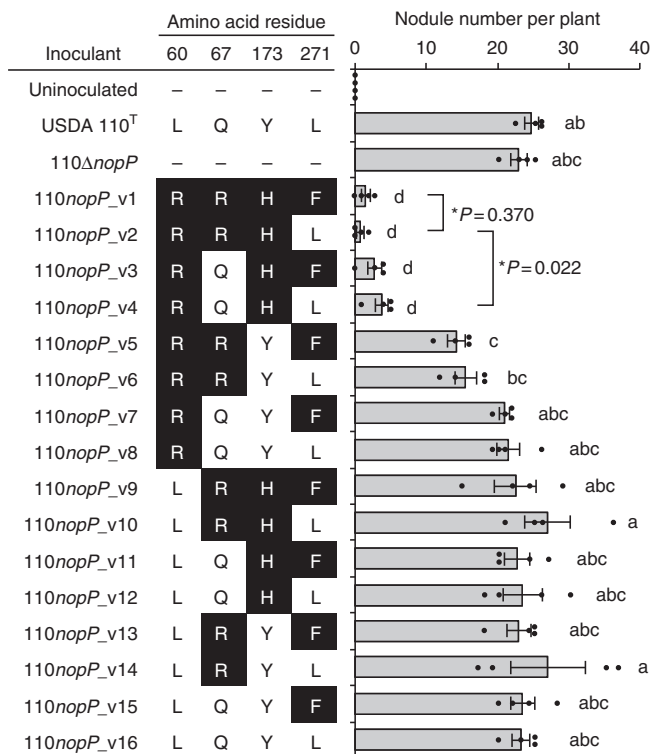 Amino acid residue Nodule number per plant
Inoculant 60 67 173 271 0 10 20 30 40
Uninoculated – – – –
USDA 110T L Q Y L ab
110ΔnopP – – – – abc
110nopP_v1 R R H F d
*P=0.370
110nopP_v2 R R H L d
110nopP_v3 R Q H F d *P=0.022
110nopP_v4 R Q H L d
110nopP_v5 R R Y F c
110nopP_v6 R R Y L bc
110nopP_v7 R Q Y F abc
110nopP_v8 R Q Y L abc
110nopP_v9 L R H F abc
110nopP_v10 L R H L a
110nopP_v11 L Q H F abc
110nopP_v12 L Q H L abc
110nopP_v13 L R Y F abc
110nopP_v14 L R Y L a
110nopP_v15 L Q Y F abc
110nopP_v16 L Q Y L abc